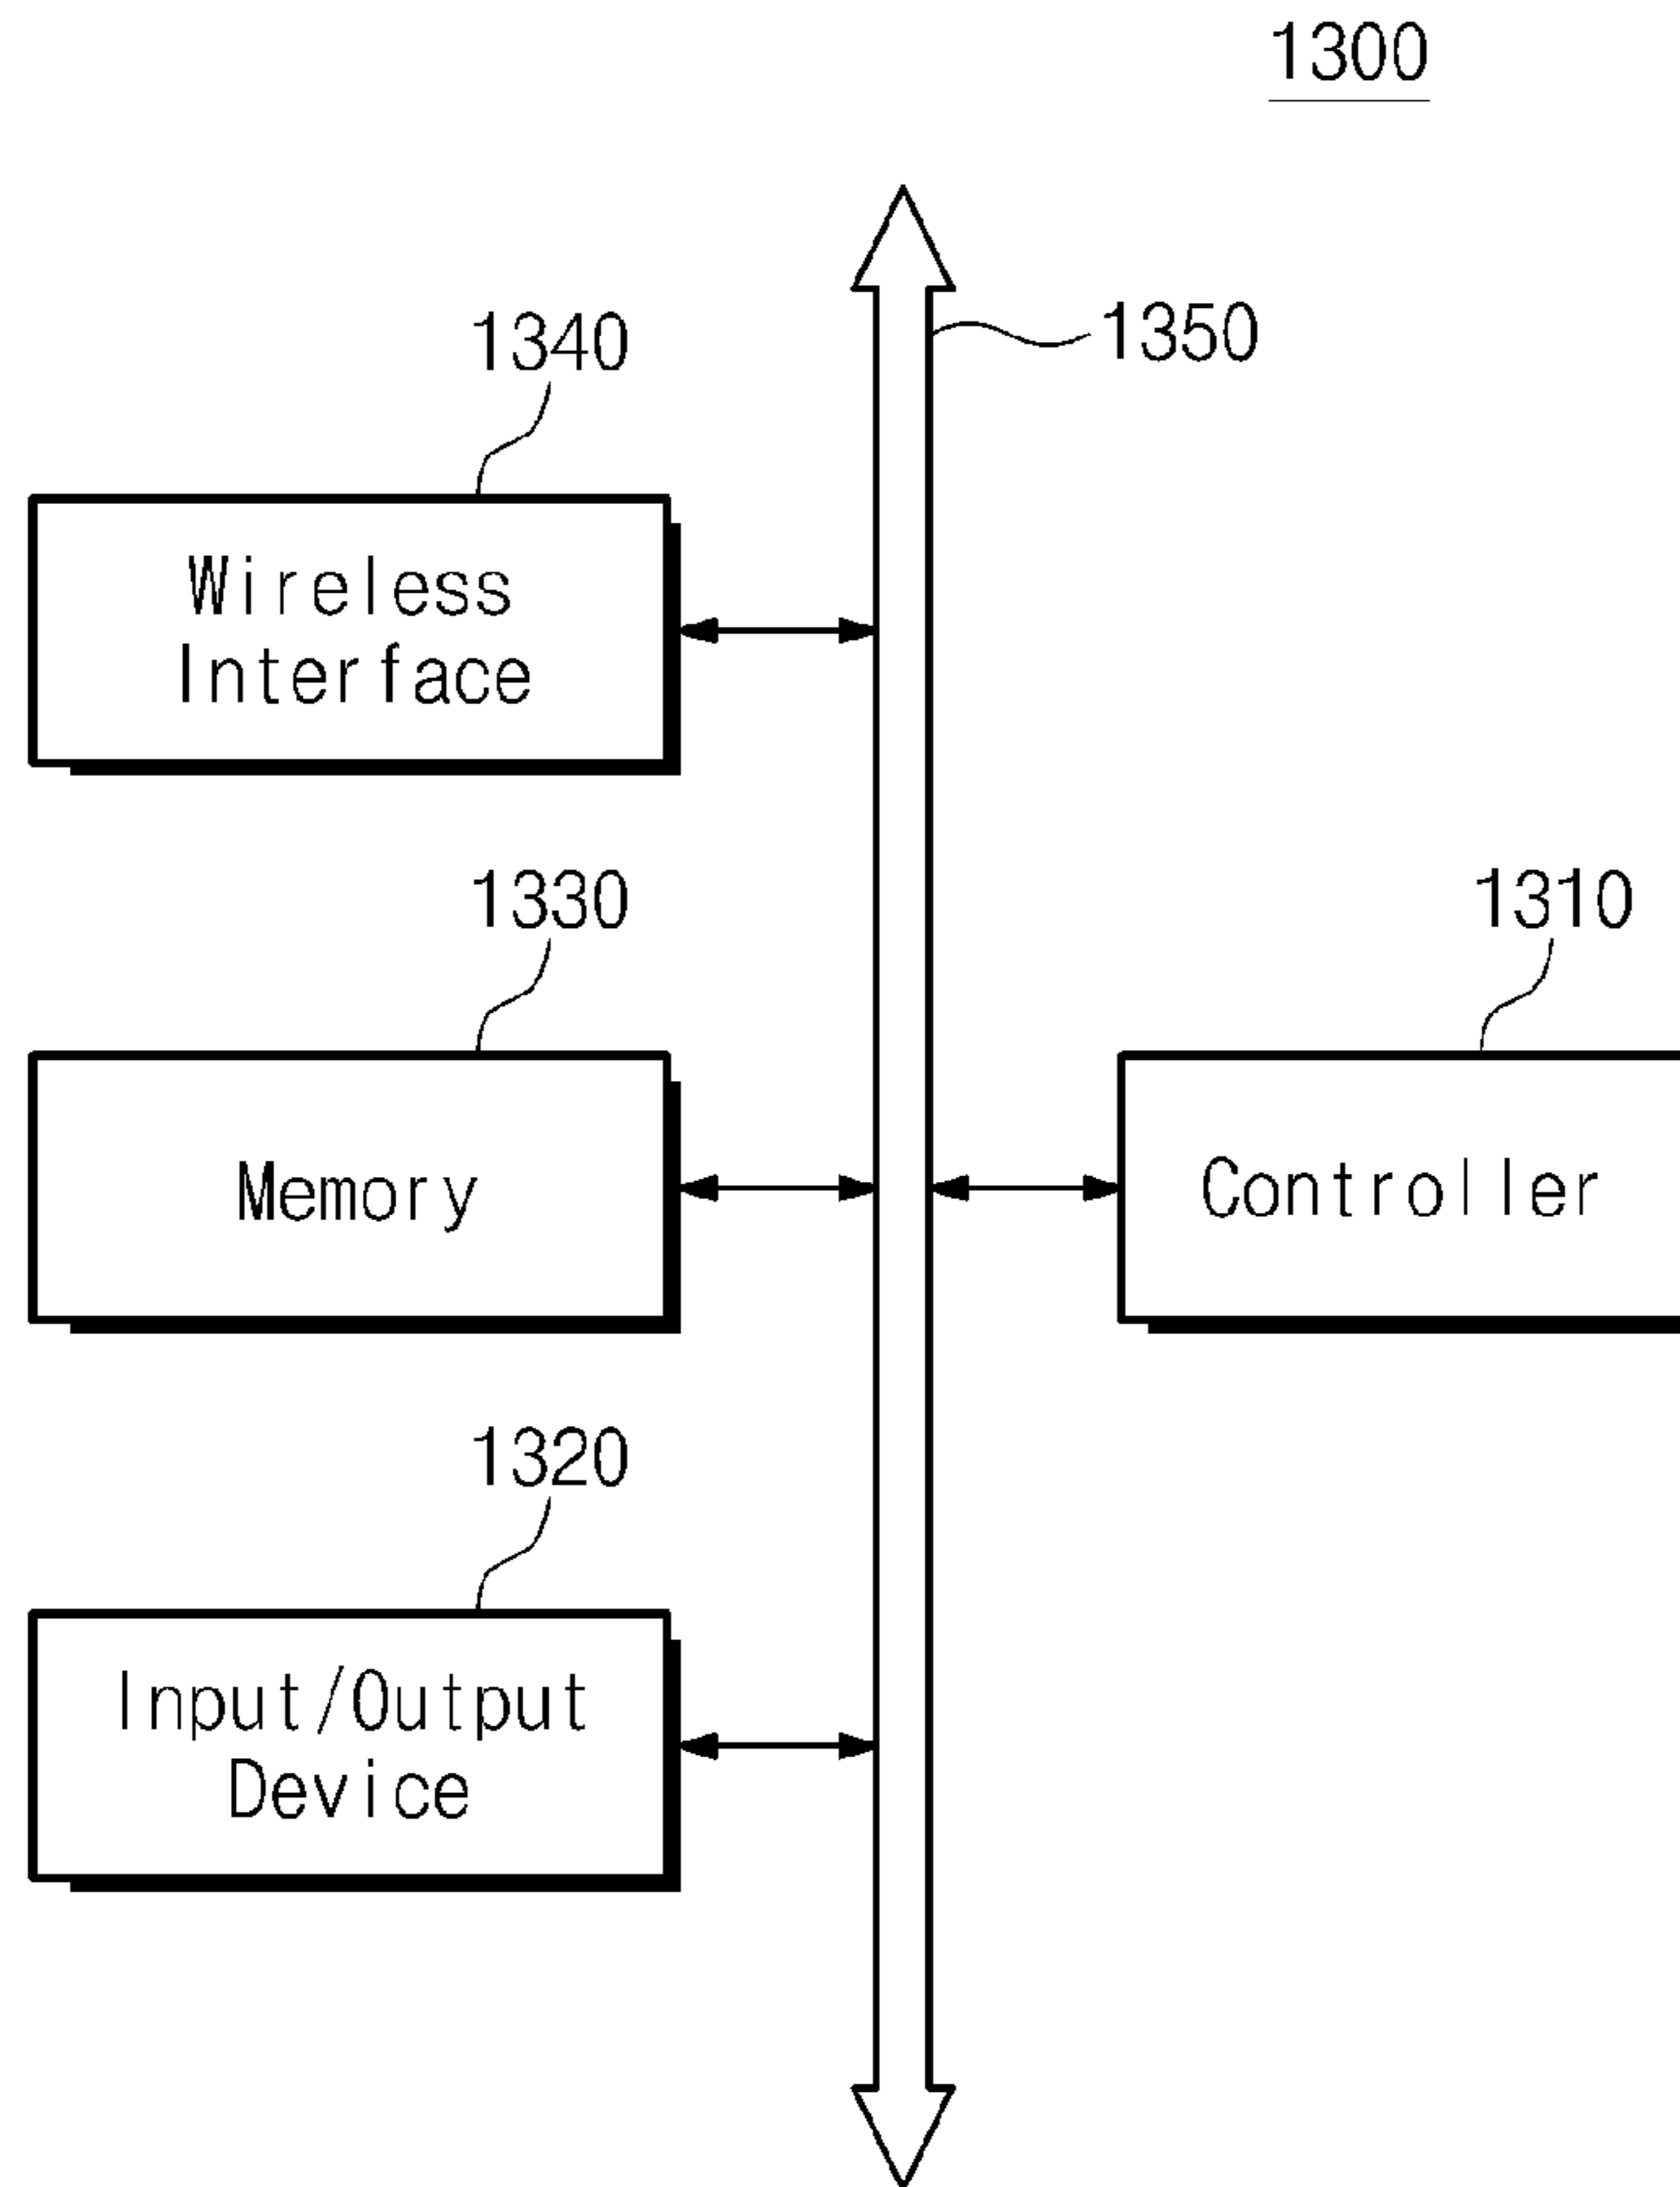 1300
1350
1340
Wireless
Interface
1330
Memory
1310
Controller
1320
Input/Output
Device